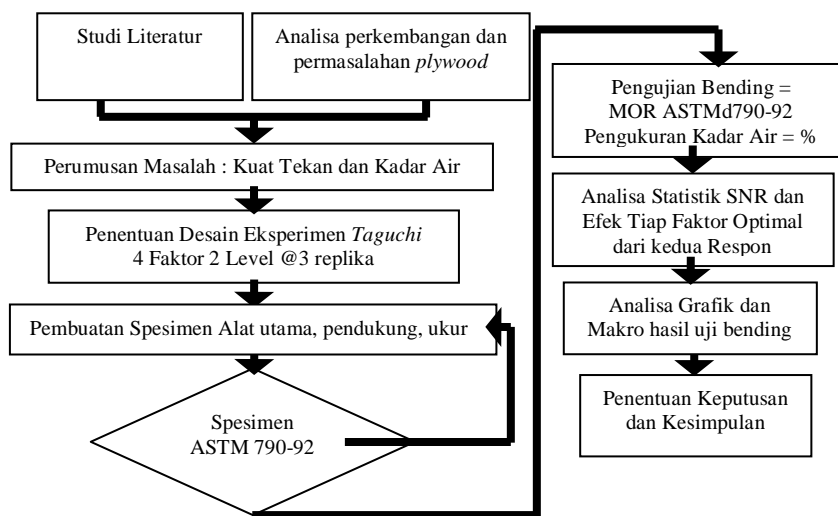 Studi Literatur
Analisa perkembangan dan
permasalahan plywood
Perumusan Masalah : Kuat Tekan dan Kadar Air
Penentuan Desain Eksperimen Taguchi
4 Faktor 2 Level @3 replika
Pembuatan Spesimen Alat utama, pendukung, ukur
Spesimen
ASTM 790-92
Pengujian Bending =
MOR ASTMd790-92
Pengukuran Kadar Air = %
Analisa Statistik SNR dan
Efek Tiap Faktor Optimal
dari kedua Respon
Analisa Grafik dan
Makro hasil uji bending
Penentuan Keputusan
dan Kesimpulan